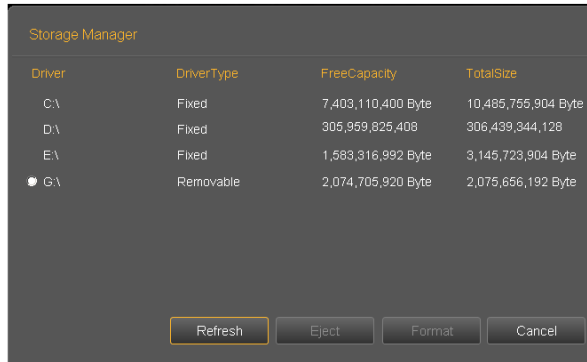 Storage Manager
Driver DriverType FreeCapacity TotalSize
C:\ Fixed 7,403,110,400 Byte 10,485,755,904 Byte
D:\ Fixed 305,959,825,408 306,439,344,128
E:\ Fixed 1,583,316,992 Byte 3,145,723,904 Byte
G:\ Removable 2,074,705,920 Byte 2,075,656,192 Byte
Refresh Eject Format Cancel